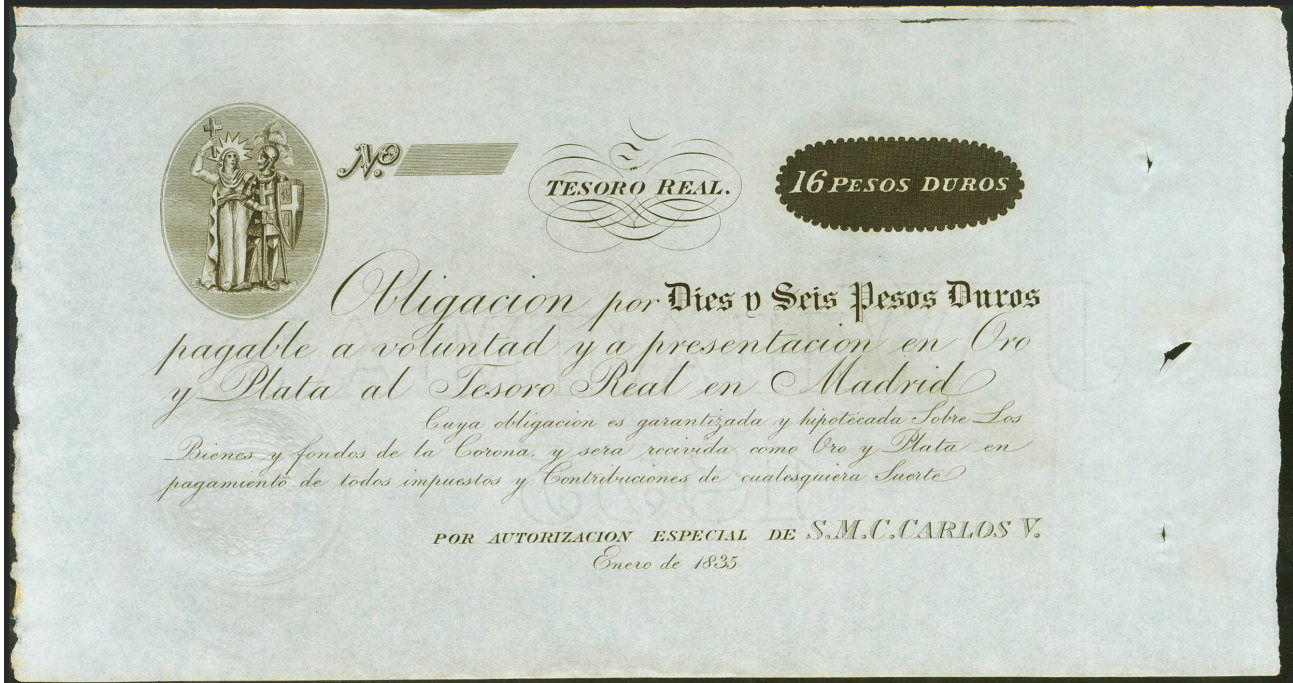 No.
TESORO REAL.
16 PESOS DUROS
Obligacion por Dies y Seis Pesos Duros
pagable a voluntad y a presentacion en Oro
y Plata al Tesoro Real en Madrid
Cuya obligacion es garantizada y hipotecada Sobre Los
Bienes y fondos de la Corona, y sera recivida como Oro y Plata en
pagamiento de todos impuestos y Contribuciones de cualesquiera Suerte
POR AUTORIZACION ESPECIAL DE S.M.C. CARLOS V.
Enero de 1835